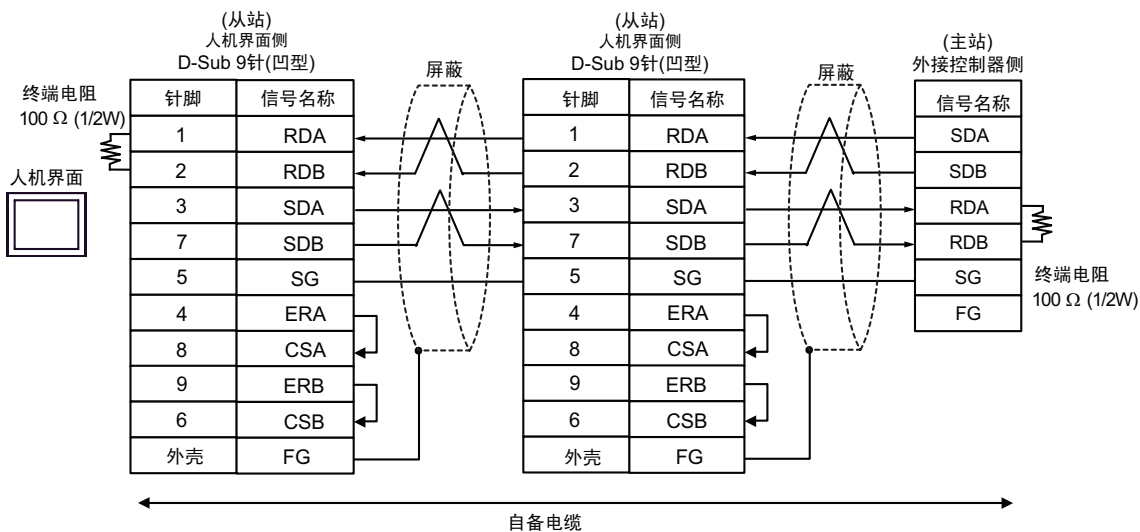 (从站)
人机界面侧
D-Sub 9针(凹型)
(从站)
人机界面侧
D-Sub 9针(凹型)
(主站)
外接控制器侧
屏蔽
屏蔽
终端电阻
100 Ω (1/2W)
人机界面
针脚 信号名称
1 RDA
2 RDB
3 SDA
7 SDB
5 SG
4 ERA
8 CSA
9 ERB
6 CSB
外壳 FG
针脚 信号名称
1 RDA
2 RDB
3 SDA
7 SDB
5 SG
4 ERA
8 CSA
9 ERB
6 CSB
外壳 FG
信号名称
SDA
SDB
RDA
RDB
SG
FG
终端电阻
100 Ω (1/2W)
自备电缆